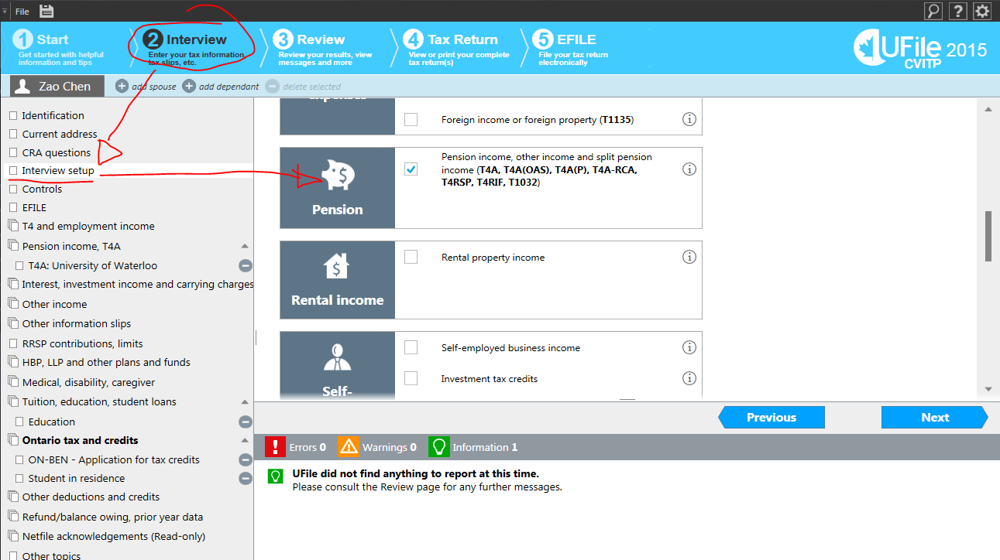 File
?
1 Start
Get started with helpful
information and tips
2 Interview
Enter your tax information,
tax slips, etc.
3 Review
Review your results, view
messages and more
4 Tax Return
View or print your complete
tax return(s)
5 EFILE
File your tax return
electronically
UFile 2015
CVITP
Zao Chen
add spouse
add dependant
delete selected
Identification
Current address
CRA questions
Interview setup
Controls
EFILE
T4 and employment income
Pension income, T4A
T4A: University of Waterloo
Interest, investment income and carrying charges
Other income
Other information slips
RRSP contributions, limits
HBP, LLP and other plans and funds
Medical, disability, caregiver
Tuition, education, student loans
Education
Ontario tax and credits
ON-BEN - Application for tax credits
Student in residence
Other deductions and credits
Refund/balance owing, prior year data
Netfile acknowledgements (Read-only)
Other topics
expenses
Foreign income or foreign property (T1135)
Pension
Pension income, other income and split pension
income (T4A, T4A(OAS), T4A(P), T4A-RCA,
T4RSP, T4RIF, T1032)
Rental income
Rental property income
Self-
Self-employed business income
Investment tax credits
Previous
Next
Errors 0
Warnings 0
Information 1
UFile did not find anything to report at this time.
Please consult the Review page for any further messages.